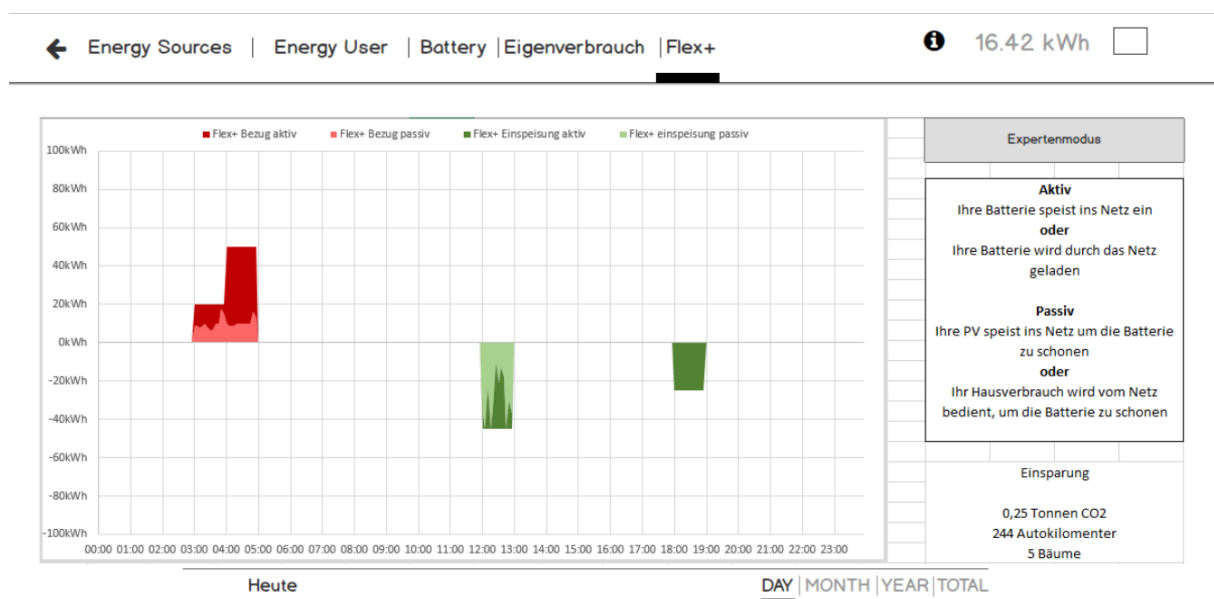 Energy Sources | Energy User | Battery |Eigenverbrauch |Flex+
16.42 kWh
Flex+ Bezug aktiv Flex+ Bezug passiv Flex+ Einspeisung aktiv Flex+ einspeisung passiv
100kWh
80kWh
60kWh
40kWh
20kWh
0kWh
-20kWh
-40kWh
-60kWh
-80kWh
-100kWh
00:00 01:00 02:00 03:00 04:00 05:00 06:00 07:00 08:00 09:00 10:00 11:00 12:00 13:00 14:00 15:00 16:00 17:00 18:00 19:00 20:00 21:00 22:00 23:00
Expertenmodus
Aktiv
Ihre Batterie speist ins Netz ein
oder
Ihre Batterie wird durch das Netz
geladen
Passiv
Ihre PV speist ins Netz um die Batterie
zu schonen
oder
Ihr Hausverbrauch wird vom Netz
bedient, um die Batterie zu schonen
Einsparung
0,25 Tonnen CO2
244 Autokilomenter
5 Bäume
Heute
DAY | MONTH | YEAR | TOTAL